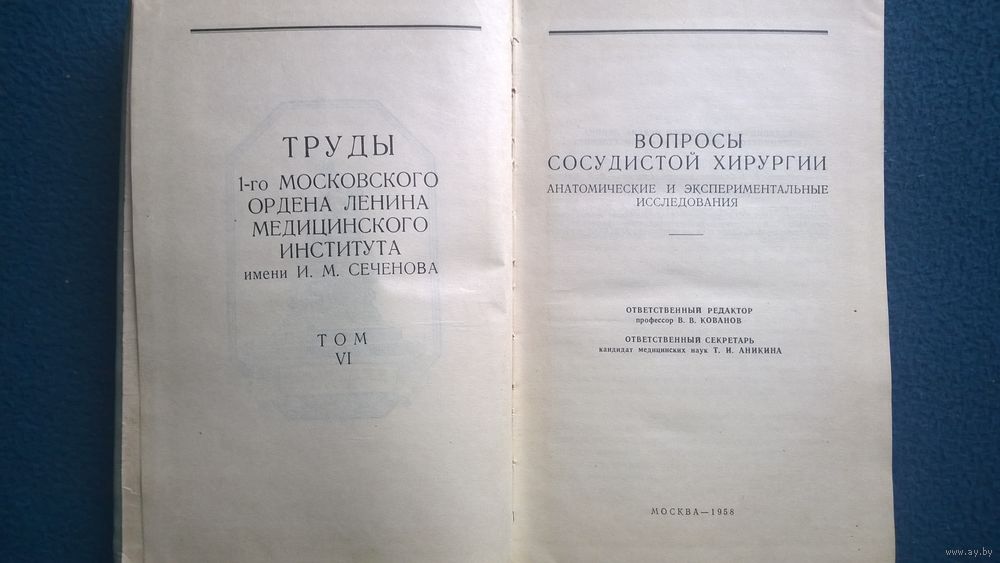 ТРУДЫ
1-го МОСКОВСКОГО
ОРДЕНА ЛЕНИНА
МЕДИЦИНСКОГО
ИНСТИТУТА
имени И. М. СЕЧЕНОВА
ТОМ
VI
ВОПРОСЫ
СОСУДИСТОЙ ХИРУРГИИ
АНАТОМИЧЕСКИЕ И ЭКСПЕРИМЕНТАЛЬНЫЕ
ИССЛЕДОВАНИЯ
ОТВЕТСТВЕННЫЙ РЕДАКТОР
профессор В. В. КОВАНОВ
ОТВЕТСТВЕННЫЙ СЕКРЕТАРЬ
кандидат медицинских наук Т. И. АНИКИНА
МОСКВА—1958
www.ay.by